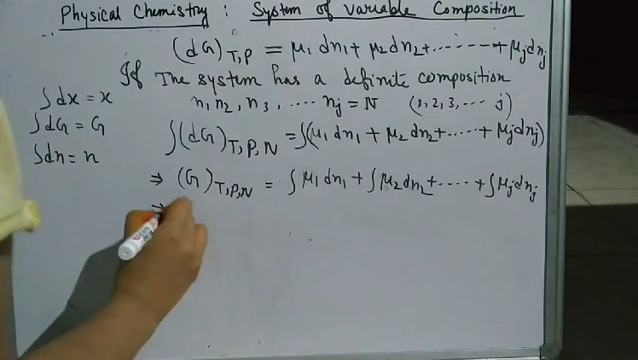 Physical Chemistry : System of Variable Composition
(dG)T,P = μ1 dn1 + μ2 dn2 + ------- + μj dnj
If The system has a definite composition
n1, n2, n3, .... nj = N (1, 2, 3, ... j)
∫dx = x
∫dG = G
∫dn = n
∫(dG)T,P,N = ∫(μ1 dn1 + μ2 dn2 + ...... + μj dnj)
⇒ (G)T,P,N = ∫ μ1 dn1 + ∫ μ2 dn2 + ..... + ∫ μj dnj
⇒